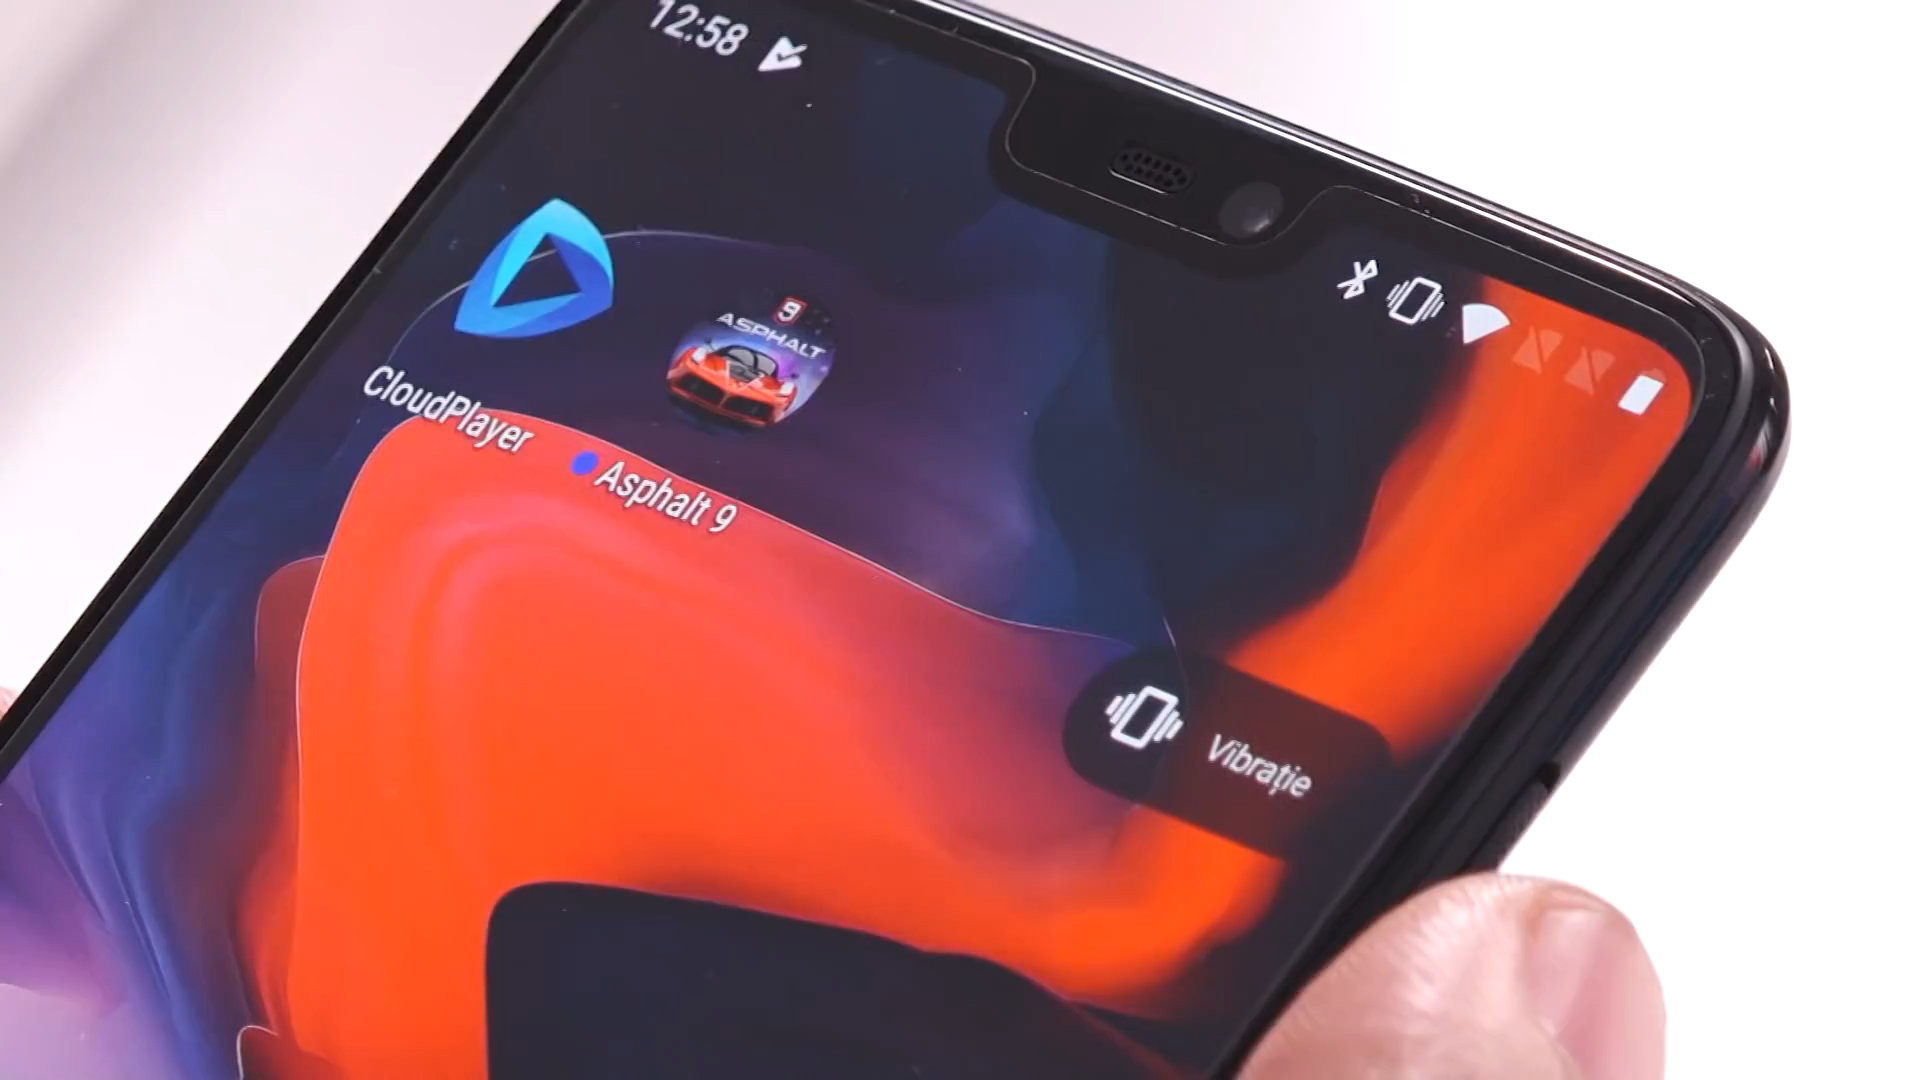 12:58
9
ASPHALT
CloudPlayer
Asphalt 9
Vibrație